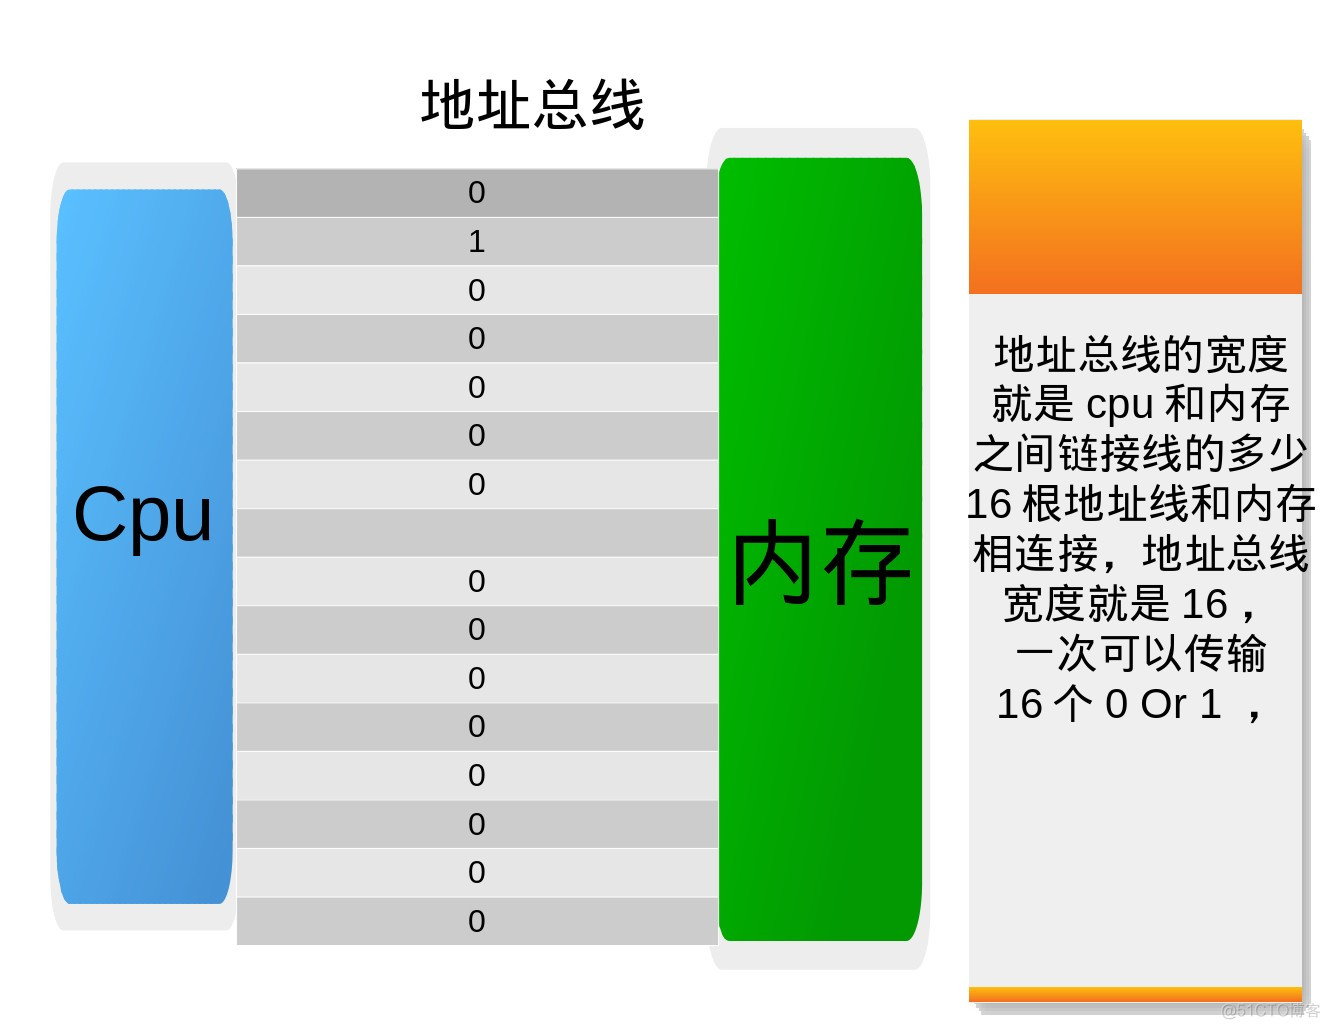 地址总线
0
1
0
0
0
0
0
0
0
0
0
0
0
0
0
Cpu
内存
地址总线的宽度
就是 cpu 和内存
之间链接线的多少
16 根地址线和内存
相连接，地址总线
宽度就是 16，
一次可以传输
16 个 0 Or 1 ，
@51CTO博客